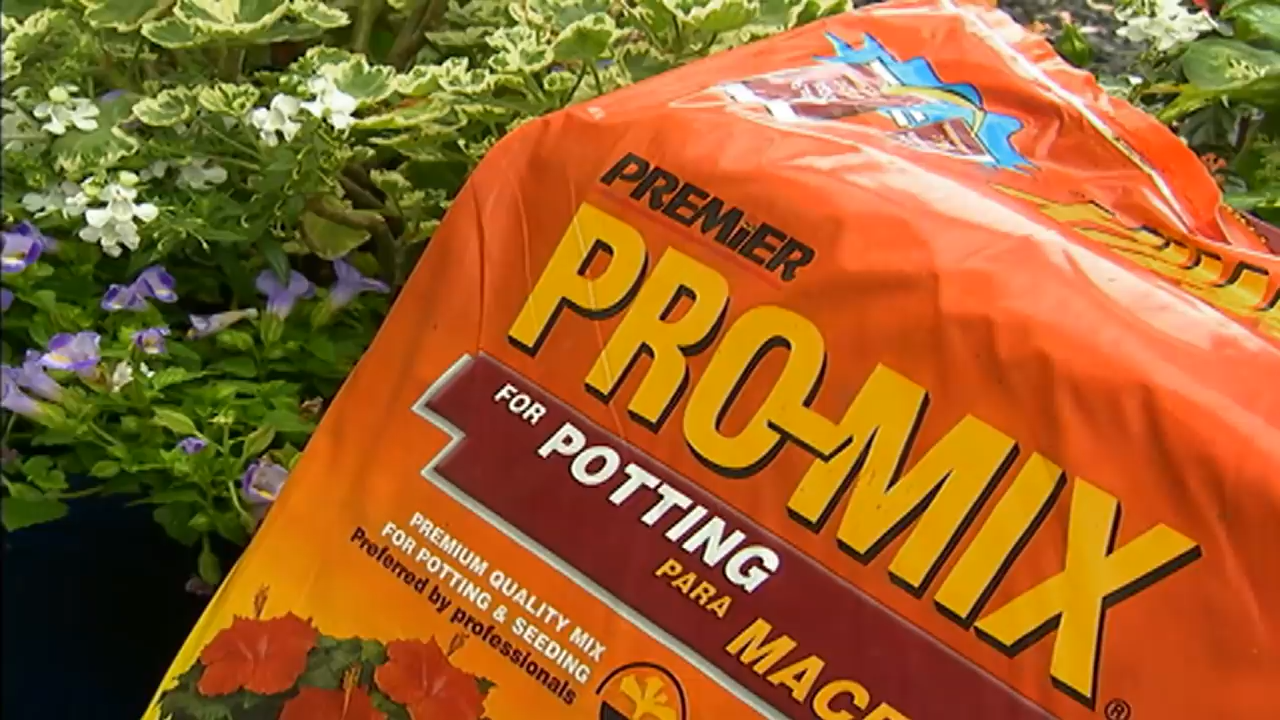 PREMiER
PRO-MIX®
FOR POTTING
PARA
PREMIUM QUALITY MIX
FOR POTTING & SEEDING
Preferred by professionals